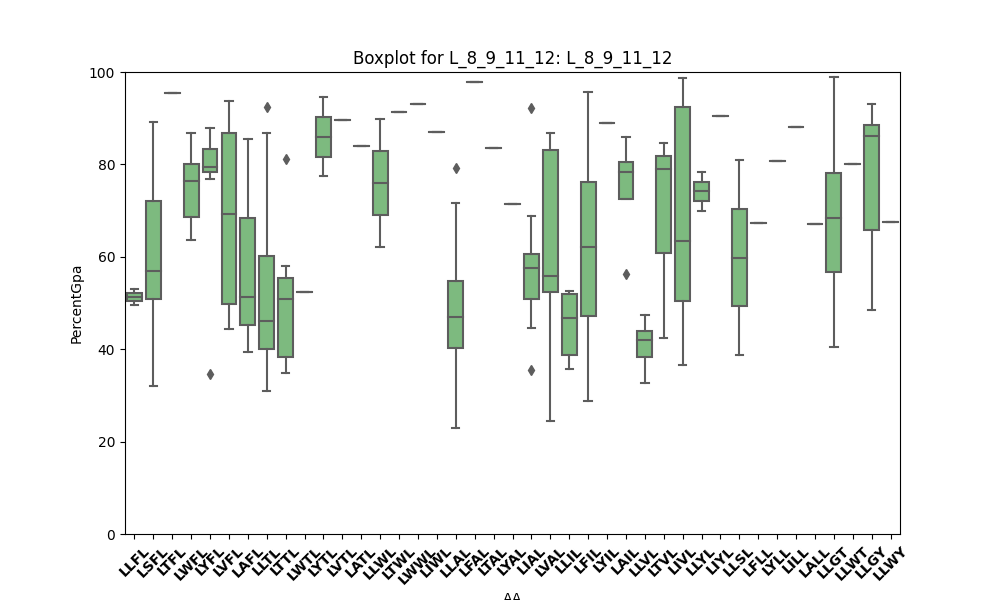 Boxplot for L_8_9_11_12: L_8_9_11_12
100
80
60
40
20
0
PercentGpa
LLFL
LSFL
LTFL
LWFL
LYFL
LVFL
LAFL
LLTL
LTTL
LWTL
LYTL
LVTL
LATL
LLWL
LTWL
LWWL
LIWL
LLAL
LFAL
LTAL
LYAL
LIAL
LVAL
LLIL
LFIL
LYIL
LAIL
LLVL
LTVL
LIVL
LLYL
LIYL
LLSL
LFLL
LYLL
LILL
LALL
LLGT
LLWT
LLGY
LLWY
AA